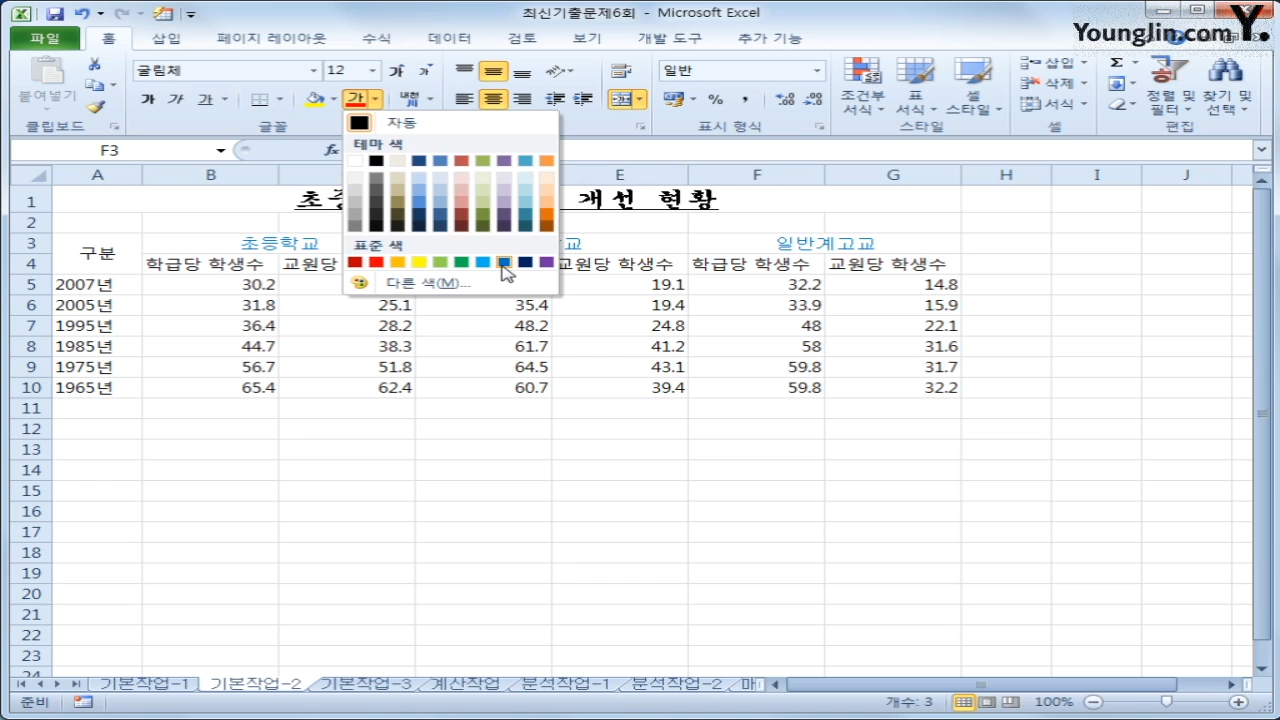 최신기출문제6회 - Microsoft Excel
Younglin.com Y.
파일 홈 삽입 페이지 레이아웃 수식 데이터 검토 보기 개발 도구 추가 기능
붙여넣기 굴림체 12 가 가 일반 조건부 서식 표 서식 셀 스타일 삽입 삭제 서식 정렬 및 필터 찾기 및 선택
가 가 가 가 내천 % ,
클립보드 글꼴 표시 형식 스타일 셀 편집
F3 fx
자동
테마 색
표준 색
다른 색(M)...
A B E F G H I J
1 초 개선 현황
2
3 구분 초등학교 교 일반계고교
4 학급당 학생수 교원당 교원당 학생수 학급당 학생수 교원당 학생수
5 2007년 30.2 19.1 32.2 14.8
6 2005년 31.8 25.1 35.4 19.4 33.9 15.9
7 1995년 36.4 28.2 48.2 24.8 48 22.1
8 1985년 44.7 38.3 61.7 41.2 58 31.6
9 1975년 56.7 51.8 64.5 43.1 59.8 31.7
10 1965년 65.4 62.4 60.7 39.4 59.8 32.2
11
12
13
14
15
16
17
18
19
20
21
22
23
24
기본작업-1 기본작업-2 기본작업-3 계산작업 분석작업-1 분석작업-2
준비 개수: 3 100%